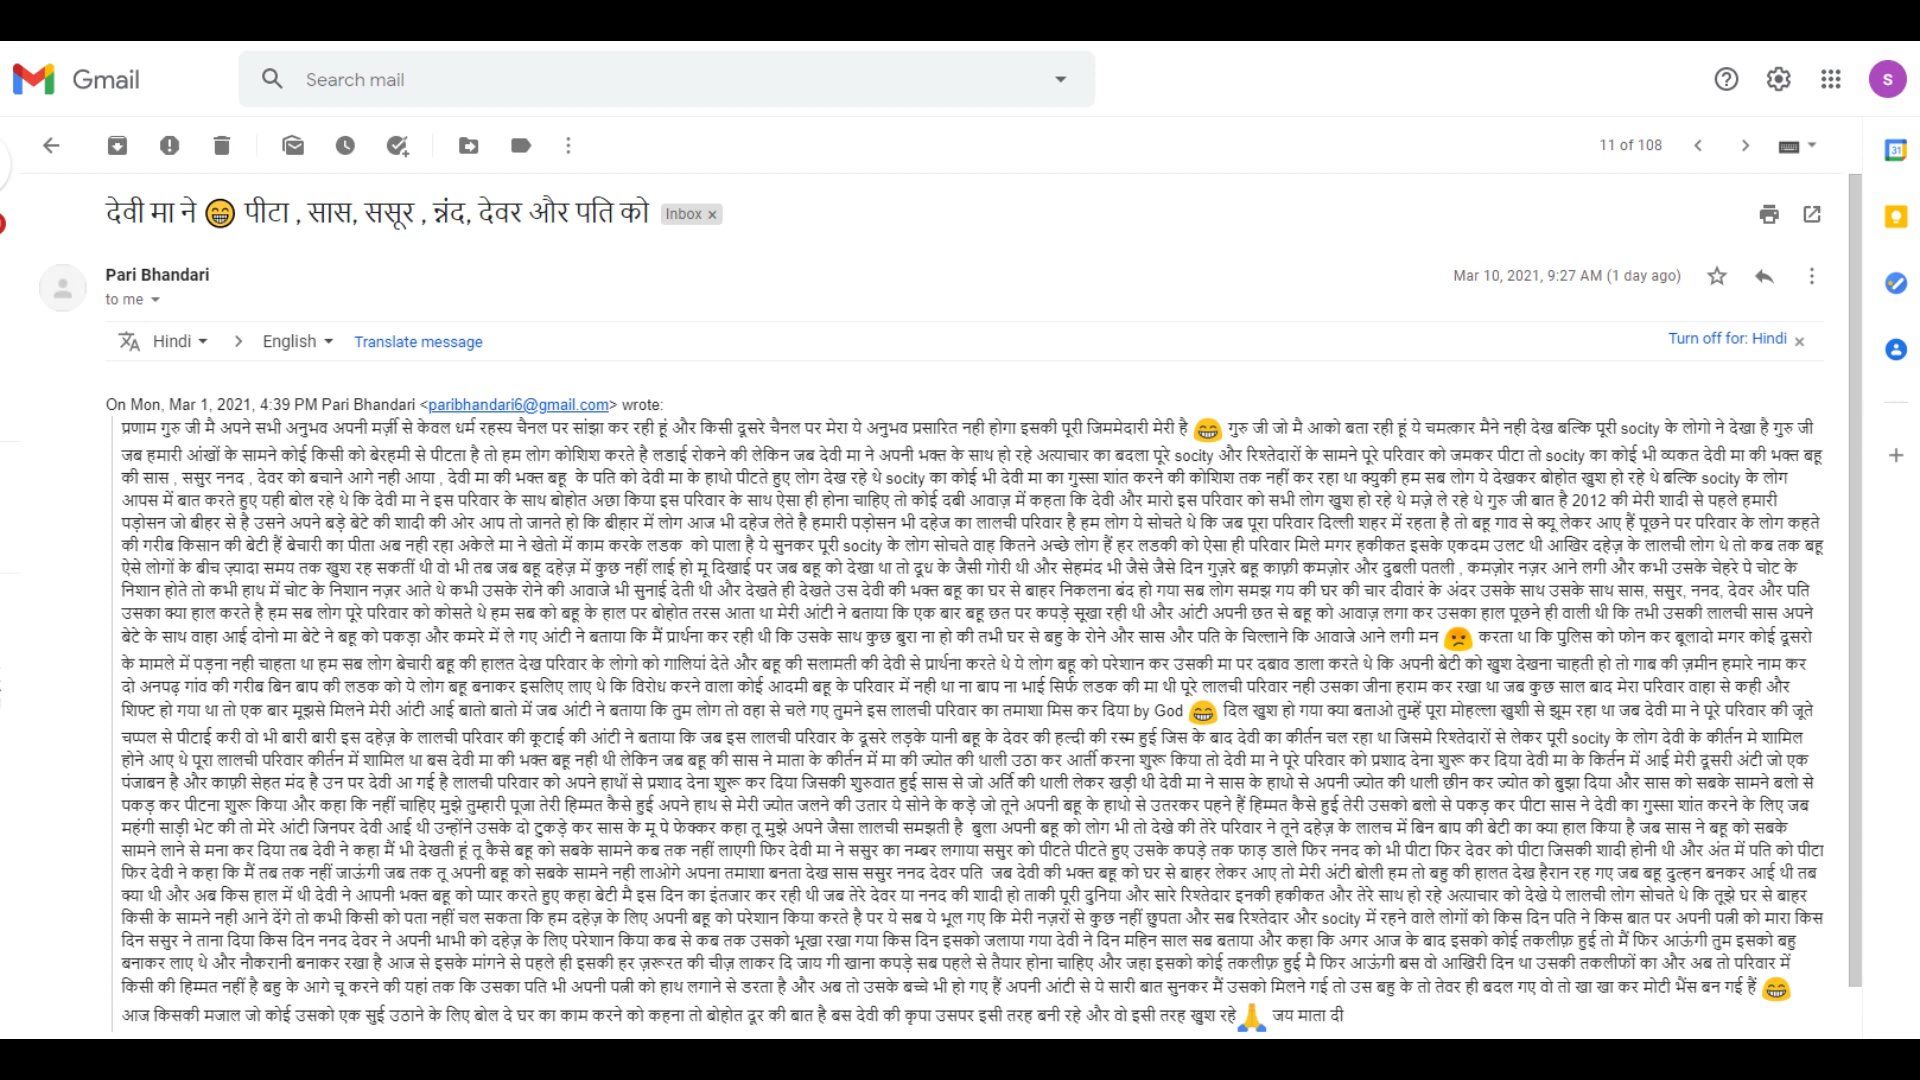 Gmail
Search mail
S
11 of 108
31
देवी मा ने 😁 पीटा , सास, ससूर , न्नंद, देवर और पति को
Inbox ×
Pari Bhandari
Mar 10, 2021, 9:27 AM (1 day ago)
to me
Hindi > English Translate message
Turn off for: Hindi ×
On Mon, Mar 1, 2021, 4:39 PM Pari Bhandari <paribhandari6@gmail.com> wrote:
प्रणाम गुरु जी मै अपने सभी अनुभव अपनी मर्ज़ी से केवल धर्म रहस्य चैनल पर सांझा कर रही हूं और किसी दूसरे चैनल पर मेरा ये अनुभव प्रसारित नही होगा इसकी पूरी जिममेदारी मेरी है 😁 गुरु जी जो मै आको बता रही हूं ये चमत्कार मैने नही देख बल्कि पूरी socity के लोगो ने देखा है गुरु जी
जब हमारी आंखों के सामने कोई किसी को बेरहमी से पीटता है तो हम लोग कोशिश करते है लडाई रोकने की लेकिन जब देवी मा ने अपनी भक्त के साथ हो रहे अत्याचार का बदला पूरे socity और रिश्तेदारों के सामने पूरे परिवार को जमकर पीटा तो socity का कोई भी व्यकत देवी मा की भक्त बहू
की सास , ससुर ननद , देवर को बचाने आगे नही आया , देवी मा की भक्त बहू के पति को देवी मा के हाथो पीटते हुए लोग देख रहे थे socity का कोई भी देवी मा का गुस्सा शांत करने की कोशिश तक नहीं कर रहा था क्युकी हम सब लोग ये देखकर बोहोत खुश हो रहे थे बल्कि socity के लोग
आपस में बात करते हुए यही बोल रहे थे कि देवी मा ने इस परिवार के साथ बोहोत अछा किया इस परिवार के साथ ऐसा ही होना चाहिए तो कोई दबी आवाज़ में कहता कि देवी और मारो इस परिवार को सभी लोग खुश हो रहे थे मज़े ले रहे थे गुरु जी बात है 2012 की मेरी शादी से पहले हमारी
पड़ोसन जो बीहर से है उसने अपने बड़े बेटे की शादी की ओर आप तो जानते हो कि बीहार में लोग आज भी दहेज लेते है हमारी पड़ोसन भी दहेज का लालची परिवार है हम लोग ये सोचते थे कि जब पूरा परिवार दिल्ली शहर में रहता है तो बहू गाव से क्यू लेकर आए हैं पूछने पर परिवार के लोग कहते
की गरीब किसान की बेटी हैं बेचारी का पीता अब नही रहा अकेले मा ने खेतो में काम करके लडक को पाला है ये सुनकर पूरी socity के लोग सोचते वाह कितने अच्छे लोग हैं हर लडकी को ऐसा ही परिवार मिले मगर हकीकत इसके एकदम उलट थी आखिर दहेज़ के लालची लोग थे तो कब तक बहू
ऐसे लोगों के बीच ज़्यादा समय तक खुश रह सकतीं थी वो भी तब जब बहू दहेज़ में कुछ नहीं लाई हो मू दिखाई पर जब बहू को देखा था तो दूध के जैसी गोरी थी और सेहमंद भी जैसे जैसे दिन गुज़रे बहू काफ़ी कमज़ोर और दुबली पतली , कमज़ोर नज़र आने लगी और कभी उसके चेहरे पे चोट के
निशान होते तो कभी हाथ में चोट के निशान नज़र आते थे कभी उसके रोने की आवाजे भी सुनाई देती थी और देखते ही देखते उस देवी की भक्त बहू का घर से बाहर निकलना बंद हो गया सब लोग समझ गय की घर की चार दीवारं के अंदर उसके साथ उसके साथ सास, ससुर, ननद, देवर और पति
उसका क्या हाल करते है हम सब लोग पूरे परिवार को कोसते थे हम सब को बहू के हाल पर बोहोत तरस आता था मेरी आंटी ने बताया कि एक बार बहू छत पर कपड़े सूखा रही थी और आंटी अपनी छत से बहू को आवाज़ लगा कर उसका हाल पूछने ही वाली थी कि तभी उसकी लालची सास अपने
बेटे के साथ वाहा आई दोनो मा बेटे ने बहू को पकड़ा और कमरे में ले गए आंटी ने बताया कि मैं प्रार्थना कर रही थी कि उसके साथ कुछ बुरा ना हो की तभी घर से बहु के रोने और सास और पति के चिल्लाने कि आवाजे आने लगी मन 😠 करता था कि पुलिस को फोन कर बूलादो मगर कोई दूसरो
के मामले में पड़ना नही चाहता था हम सब लोग बेचारी बहू की हालत देख परिवार के लोगो को गालियां देते और बहू की सलामती की देवी से प्रार्थना करते थे ये लोग बहू को परेशान कर उसकी मा पर दबाव डाला करते थे कि अपनी बेटी को खुश देखना चाहती हो तो गाब की ज़मीन हमारे नाम कर
दो अनपढ़ गांव की गरीब बिन बाप की लडक को ये लोग बहू बनाकर इसलिए लाए थे कि विरोध करने वाला कोई आदमी बहू के परिवार में नही था ना बाप ना भाई सिर्फ लडक की मा थी पूरे लालची परिवार नही उसका जीना हराम कर रखा था जब कुछ साल बाद मेरा परिवार वाहा से कही और
शिफ्ट हो गया था तो एक बार मूझसे मिलने मेरी आंटी आई बातो बातो में जब आंटी ने बताया कि तुम लोग तो वहा से चले गए तुमने इस लालची परिवार का तमाशा मिस कर दिया by God 😁 दिल खुश हो गया क्या बताओ तुम्हें पूरा मोहल्ला खुशी से झूम रहा था जब देवी मा ने पूरे परिवार की जूते
चप्पल से पीटाई करी वो भी बारी बारी इस दहेज़ के लालची परिवार की कूटाई की आंटी ने बताया कि जब इस लालची परिवार के दूसरे लड़के यानी बहू के देवर की हल्दी की रस्म हुई जिस के बाद देवी का कीर्तन चल रहा था जिसमे रिश्तेदारों से लेकर पूरी socity के लोग देवी के कीर्तन मे शामिल
होने आए थे पूरा लालची परिवार कीर्तन में शामिल था बस देवी मा की भक्त बहू नही थी लेकिन जब बहू की सास ने माता के कीर्तन में मा की ज्योत की थाली उठा कर आर्ती करना शुरू किया तो देवी मा ने पूरे परिवार को प्रशाद देना शुरू कर दिया देवी मा के किर्तन में आई मेरी दूसरी अंटी जो एक
पंजाबन है और काफ़ी सेहत मंद है उन पर देवी आ गई है लालची परिवार को अपने हाथों से प्रशाद देना शुरू कर दिया जिसकी शुरुवात हुई सास से जो अर्ति की थाली लेकर खड़ी थी देवी मा ने सास के हाथो से अपनी ज्योत की थाली छीन कर ज्योत को बुझा दिया और सास को सबके सामने बलो से
पकड़ कर पीटना शुरू किया और कहा कि नहीं चाहिए मुझे तुम्हारी पूजा तेरी हिम्मत कैसे हुई अपने हाथ से मेरी ज्योत जलने की उतार ये सोने के कड़े जो तूने अपनी बहू के हाथो से उतरकर पहने हैं हिम्मत कैसे हुई तेरी उसको बलो से पकड़ कर पीटा सास ने देवी का गुस्सा शांत करने के लिए जब
महंगी साड़ी भेट की तो मेरे आंटी जिनपर देवी आई थी उन्होंने उसके दो टुकड़े कर सास के मू पे फेक्कर कहा तू मुझे अपने जैसा लालची समझती है बुला अपनी बहू को लोग भी तो देखे की तेरे परिवार ने तूने दहेज़ के लालच में बिन बाप की बेटी का क्या हाल किया है जब सास ने बहू को सबके
सामने लाने से मना कर दिया तब देवी ने कहा मैं भी देखती हूं तू कैसे बहू को सबके सामने कब तक नहीं लाएगी फिर देवी मा ने ससुर का नम्बर लगाया ससुर को पीटते पीटते हुए उसके कपड़े तक फाड़ डाले फिर ननद को भी पीटा फिर देवर को पीटा जिसकी शादी होनी थी और अंत में पति को पीटा
फिर देवी ने कहा कि मैं तब तक नहीं जाऊंगी जब तक तू अपनी बहू को सबके सामने नही लाओगे अपना तमाशा बनता देख सास ससुर ननद देवर पति जब देवी की भक्त बहू को घर से बाहर लेकर आए तो मेरी अंटी बोली हम तो बहु की हालत देख हैरान रह गए जब बहू दुल्हन बनकर आई थी तब
क्या थी और अब किस हाल में थी देवी ने आपनी भक्त बहू को प्यार करते हुए कहा बेटी मै इस दिन का इंतजार कर रही थी जब तेरे देवर या ननद की शादी हो ताकी पूरी दुनिया और सारे रिश्तेदार इनकी हकीकत और तेरे साथ हो रहे अत्याचार को देखे ये लालची लोग सोचते थे कि तूझे घर से बाहर
किसी के सामने नही आने देंगे तो कभी किसी को पता नहीं चल सकता कि हम दहेज़ के लिए अपनी बहू को परेशान किया करते है पर ये सब ये भूल गए कि मेरी नज़रों से कुछ नहीं छुपता और सब रिश्तेदार और socity में रहने वाले लोगों को किस दिन पति ने किस बात पर अपनी पत्नी को मारा किस
दिन ससुर ने ताना दिया किस दिन ननद देवर ने अपनी भाभी को दहेज़ के लिए परेशान किया कब से कब तक उसको भूखा रखा गया किस दिन इसको जलाया गया देवी ने दिन महिन साल सब बताया और कहा कि अगर आज के बाद इसको कोई तकलीफ़ हुई तो मैं फिर आऊंगी तुम इसको बहु
बनाकर लाए थे और नौकरानी बनाकर रखा है आज से इसके मांगने से पहले ही इसकी हर ज़रूरत की चीज़ लाकर दि जाय गी खाना कपड़े सब पहले से तैयार होना चाहिए और जहा इसको कोई तकलीफ़ हुई मै फिर आऊंगी बस वो आखिरी दिन था उसकी तकलीफों का और अब तो परिवार में
किसी की हिम्मत नहीं है बहु के आगे चू करने की यहां तक कि उसका पति भी अपनी पत्नी को हाथ लगाने से डरता है और अब तो उसके बच्चे भी हो गए हैं अपनी आंटी से ये सारी बात सुनकर मैं उसको मिलने गई तो उस बहु के तो तेवर ही बदल गए वो तो खा खा कर मोटी भैंस बन गई हैं 😁
आज किसकी मजाल जो कोई उसको एक सुई उठाने के लिए बोल दे घर का काम करने को कहना तो बोहोत दूर की बात है बस देवी की कृपा उसपर इसी तरह बनी रहे और वो इसी तरह खुश रहे🙏 जय माता दी